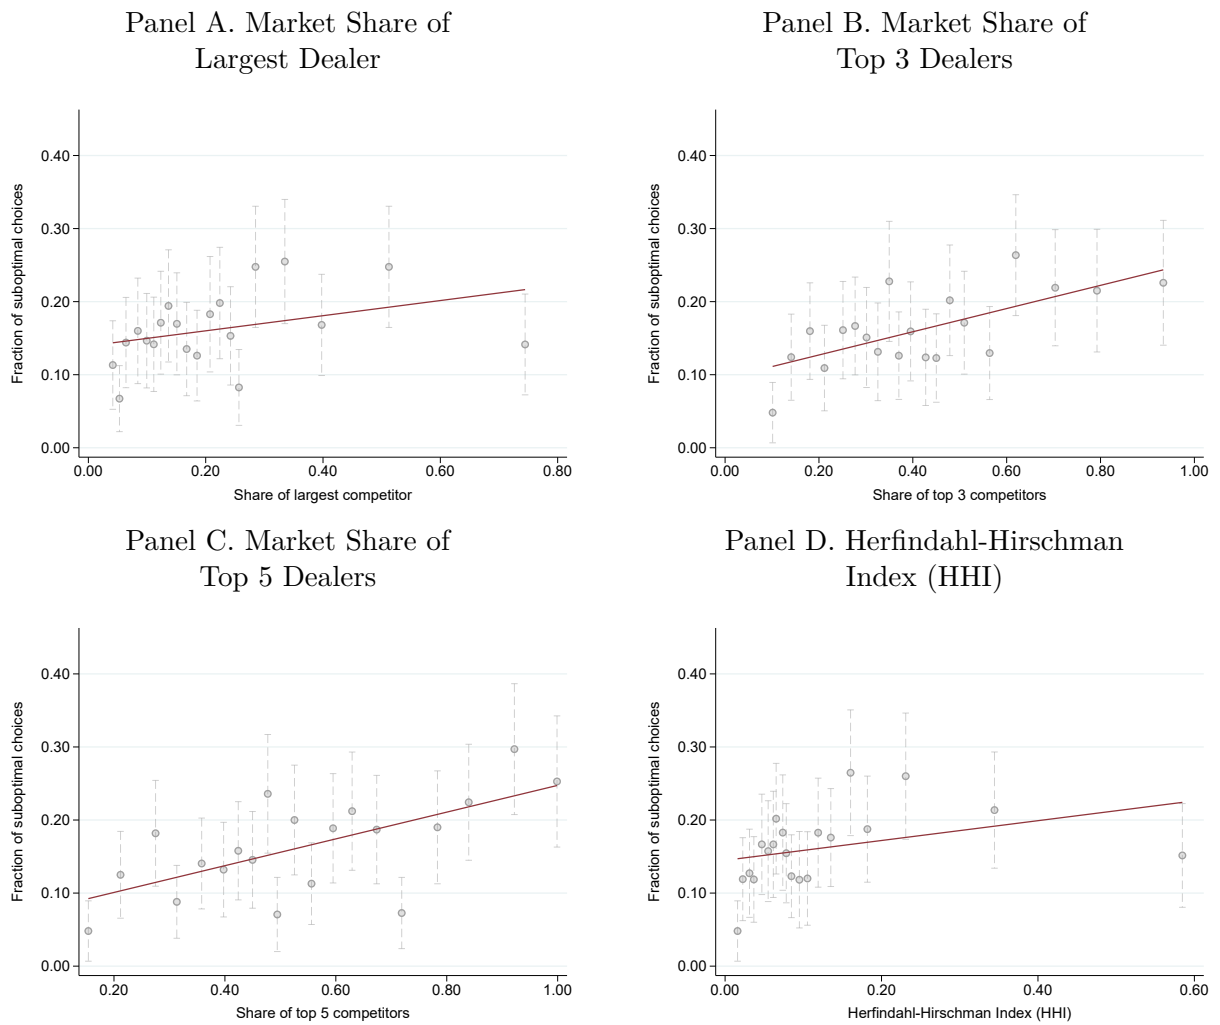 Panel A. Market Share of
Largest Dealer
Fraction of suboptimal choices
0.40
0.30
0.20
0.10
0.00
0.00 0.20 0.40 0.60 0.80
Share of largest competitor
Panel B. Market Share of
Top 3 Dealers
Fraction of suboptimal choices
0.40
0.30
0.20
0.10
0.00
0.00 0.20 0.40 0.60 0.80 1.00
Share of top 3 competitors
Panel C. Market Share of
Top 5 Dealers
Fraction of suboptimal choices
0.40
0.30
0.20
0.10
0.00
0.20 0.40 0.60 0.80 1.00
Share of top 5 competitors
Panel D. Herfindahl-Hirschman
Index (HHI)
Fraction of suboptimal choices
0.40
0.30
0.20
0.10
0.00
0.00 0.20 0.40 0.60
Herfindahl-Hirschman Index (HHI)